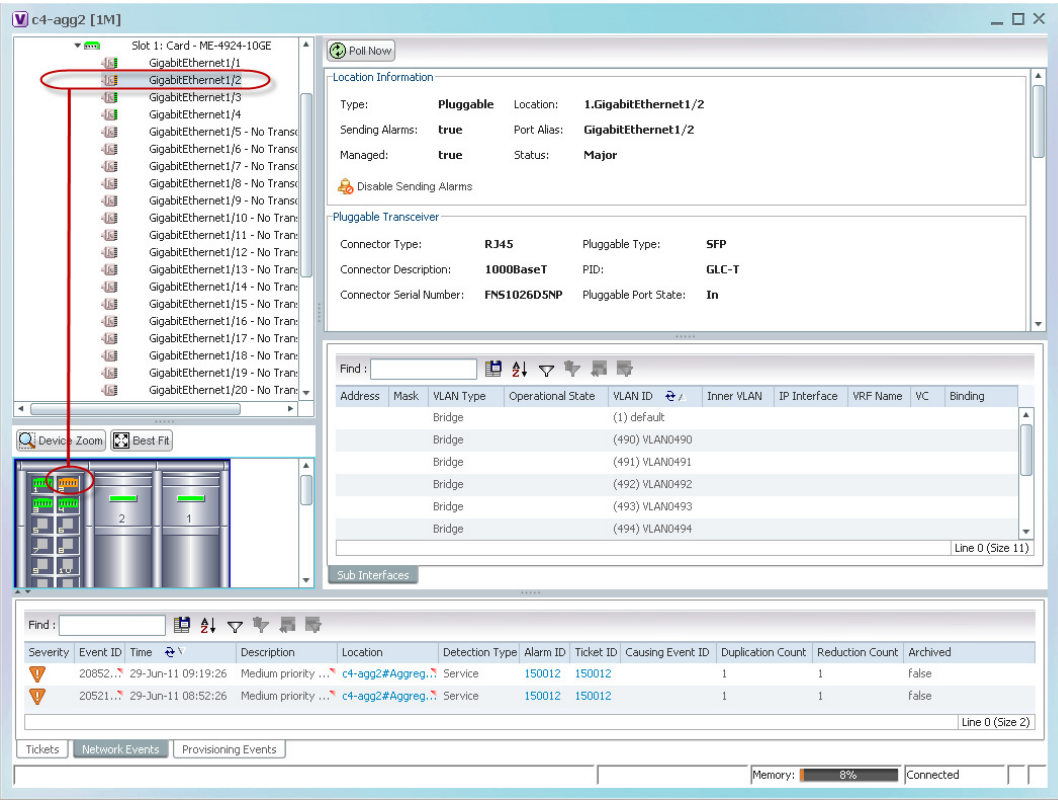 V c4-agg2 [1M]
Slot 1: Card - ME-4924-10GE
GigabitEthernet1/1
GigabitEthernet1/2
GigabitEthernet1/3
GigabitEthernet1/4
GigabitEthernet1/5 - No Transc
GigabitEthernet1/6 - No Transc
GigabitEthernet1/7 - No Transc
GigabitEthernet1/8 - No Transc
GigabitEthernet1/9 - No Transc
GigabitEthernet1/10 - No Trans
GigabitEthernet1/11 - No Trans
GigabitEthernet1/12 - No Trans
GigabitEthernet1/13 - No Trans
GigabitEthernet1/14 - No Trans
GigabitEthernet1/15 - No Trans
GigabitEthernet1/16 - No Trans
GigabitEthernet1/17 - No Trans
GigabitEthernet1/18 - No Trans
GigabitEthernet1/19 - No Trans
GigabitEthernet1/20 - No Trans
Device Zoom Best Fit
1 2
3 4
5 6
7 8
9 10
2 1
Poll Now
Location Information
Type: Pluggable Location: 1.GigabitEthernet1/2
Sending Alarms: true Port Alias: GigabitEthernet1/2
Managed: true Status: Major
Disable Sending Alarms
Pluggable Transceiver
Connector Type: RJ45 Pluggable Type: SFP
Connector Description: 1000BaseT PID: GLC-T
Connector Serial Number: FNS1026D5NP Pluggable Port State: In
Find :
Address Mask VLAN Type Operational State VLAN ID Inner VLAN IP Interface VRF Name VC Binding
Bridge (1) default
Bridge (490) VLAN0490
Bridge (491) VLAN0491
Bridge (492) VLAN0492
Bridge (493) VLAN0493
Bridge (494) VLAN0494
Line 0 (Size 11)
Sub Interfaces
Find :
Severity Event ID Time Description Location Detection Type Alarm ID Ticket ID Causing Event ID Duplication Count Reduction Count Archived
20852... 29-Jun-11 09:19:26 Medium priority ... c4-agg2#Aggreg... Service 150012 150012 1 1 false
20521... 29-Jun-11 08:52:26 Medium priority ... c4-agg2#Aggreg... Service 150012 150012 1 1 false
Line 0 (Size 2)
Tickets Network Events Provisioning Events
Memory: 8% Connected